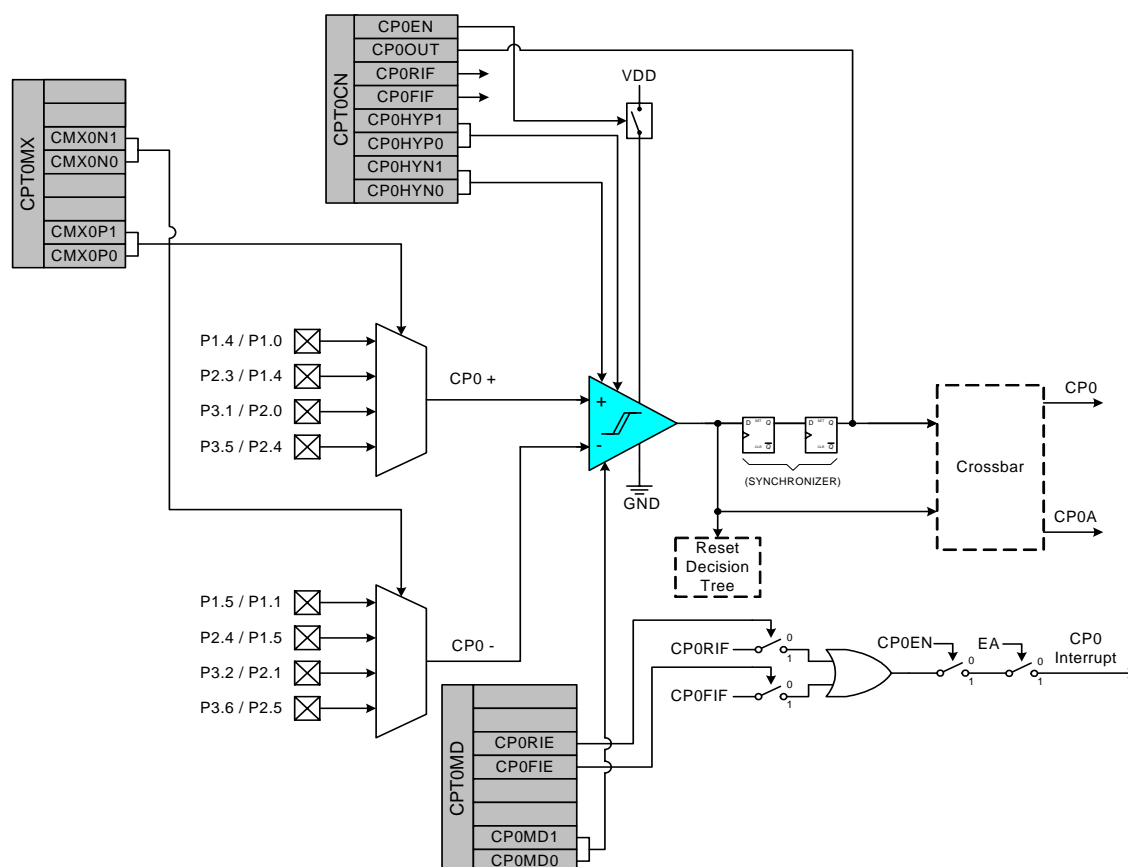 CPT0CN
CP0EN
CP0OUT
CP0RIF
CP0FIF
CP0HYP1
CP0HYP0
CP0HYN1
CP0HYN0
VDD
CPT0MX
CMX0N1
CMX0N0
CMX0P1
CMX0P0
P1.4 / P1.0
P2.3 / P1.4
P3.1 / P2.0
P3.5 / P2.4
CP0 +
+
-
GND
D SET Q
CLR Q
D SET Q
CLR Q
(SYNCHRONIZER)
Reset
Decision
Tree
Crossbar
CP0
CP0A
P1.5 / P1.1
P2.4 / P1.5
P3.2 / P2.1
P3.6 / P2.5
CP0 -
CPT0MD
CP0RIE
CP0FIE
CP0MD1
CP0MD0
CP0RIF
0
1
CP0FIF
0
1
CP0EN
0
1
EA
0
1
CP0
Interrupt